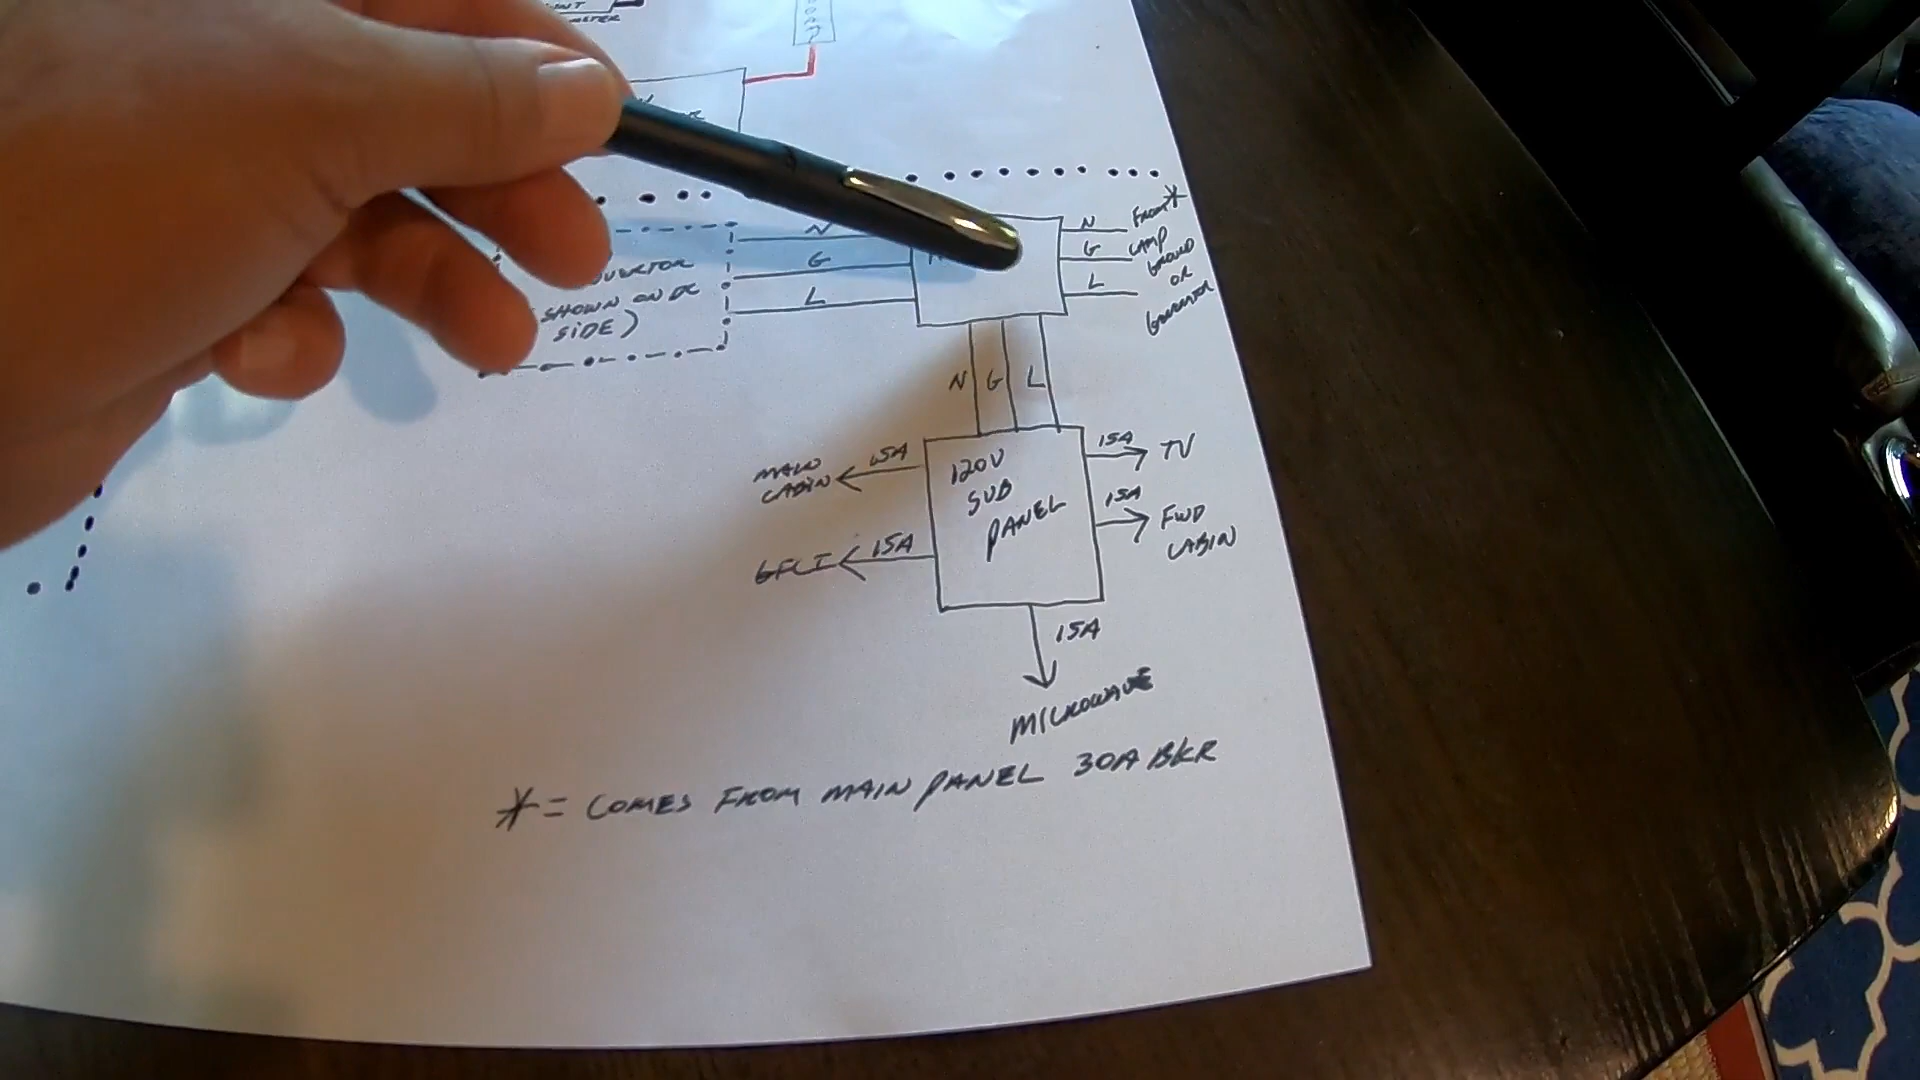 METER
N
G
L
SHOWN ON DC
SIDE)
N
G
L
FROM*
CAMP
GROUND
OR
GENERATOR
N G L
MAIN
CABIN
15A
120V
SUB
PANEL
15A
TV
15A
FWD
CABIN
GFCI
15A
15A
MICROWAVE
*= COMES FROM MAIN PANEL 30A BKR